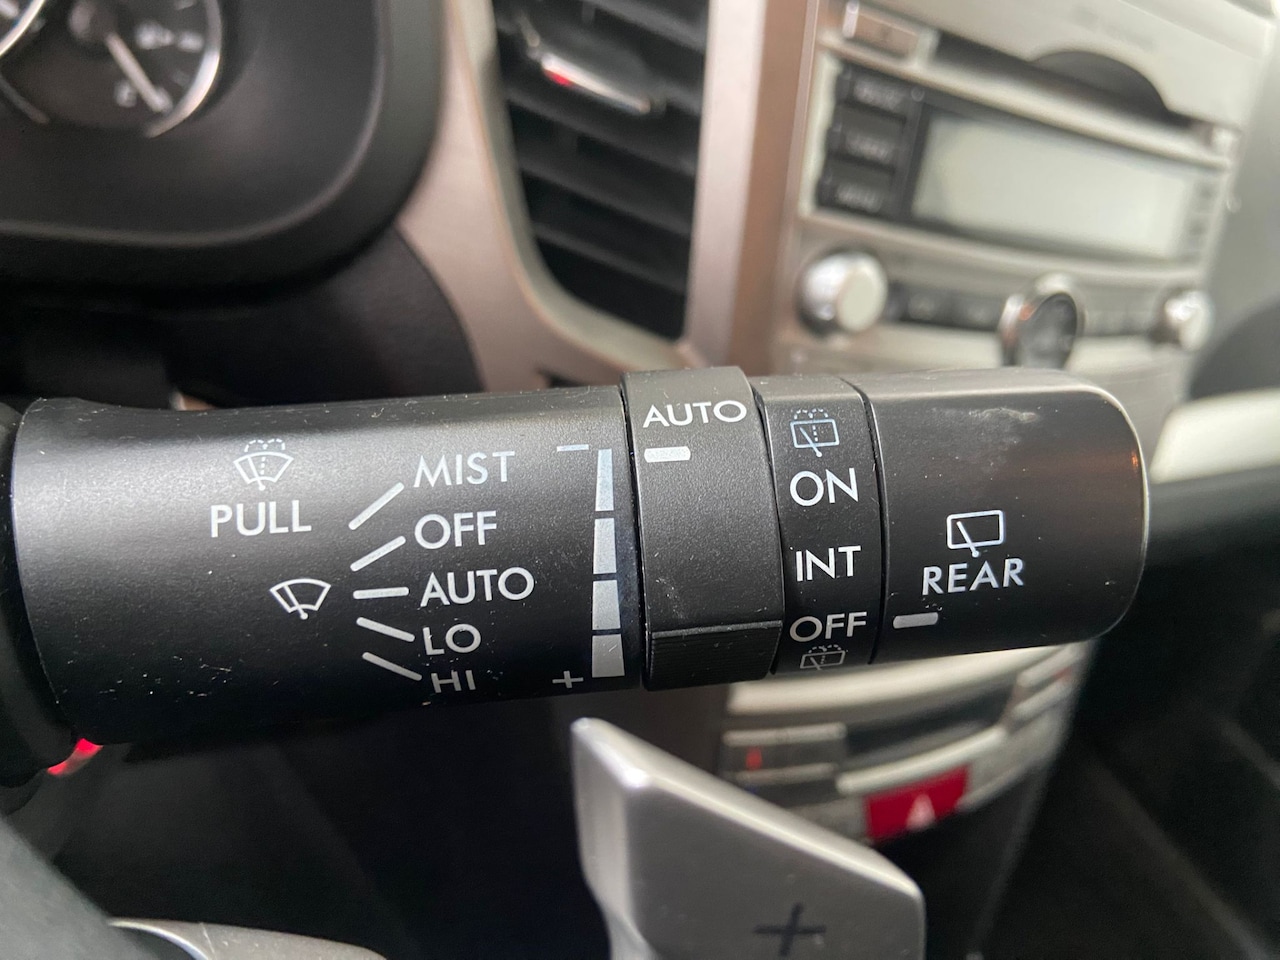 PULL
MIST
OFF
AUTO
LO
HI
−
+
AUTO
ON
INT
OFF
REAR
+